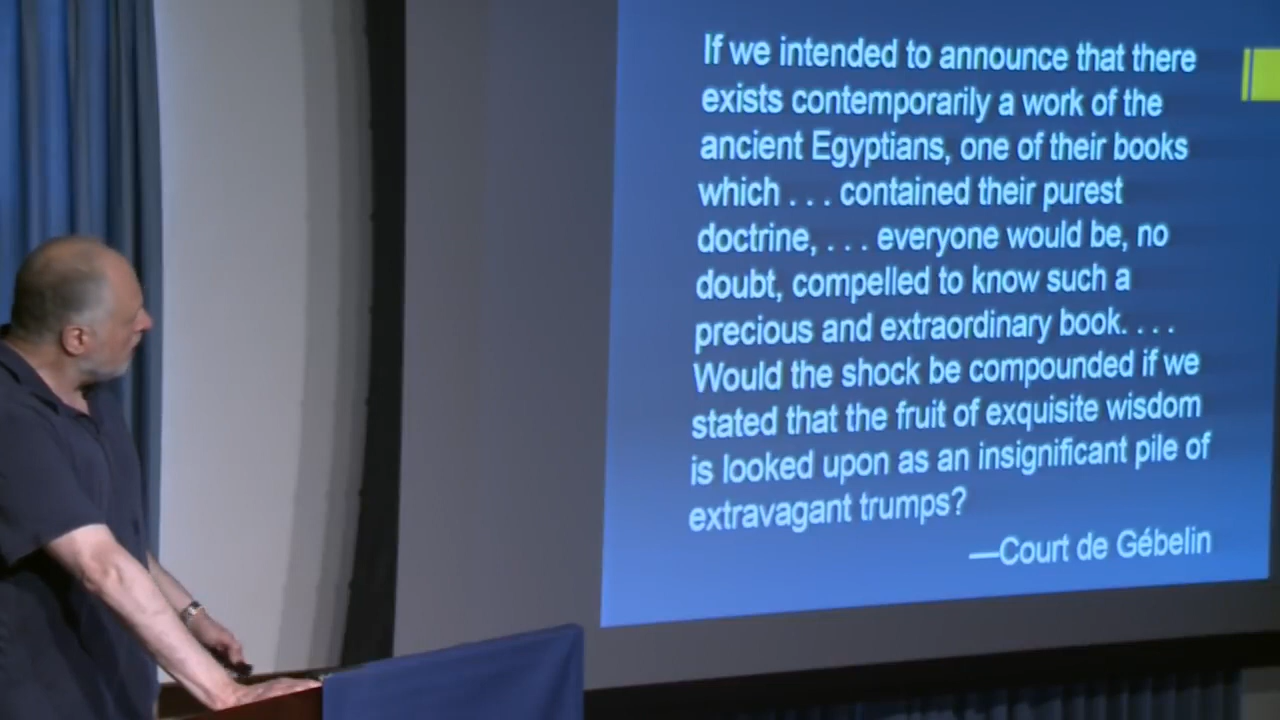 If we intended to announce that there
exists contemporarily a work of the
ancient Egyptians, one of their books
which . . . contained their purest
doctrine, . . . everyone would be, no
doubt, compelled to know such a
precious and extraordinary book. . . .
Would the shock be compounded if we
stated that the fruit of exquisite wisdom
is looked upon as an insignificant pile of
extravagant trumps?
—Court de Gébelin